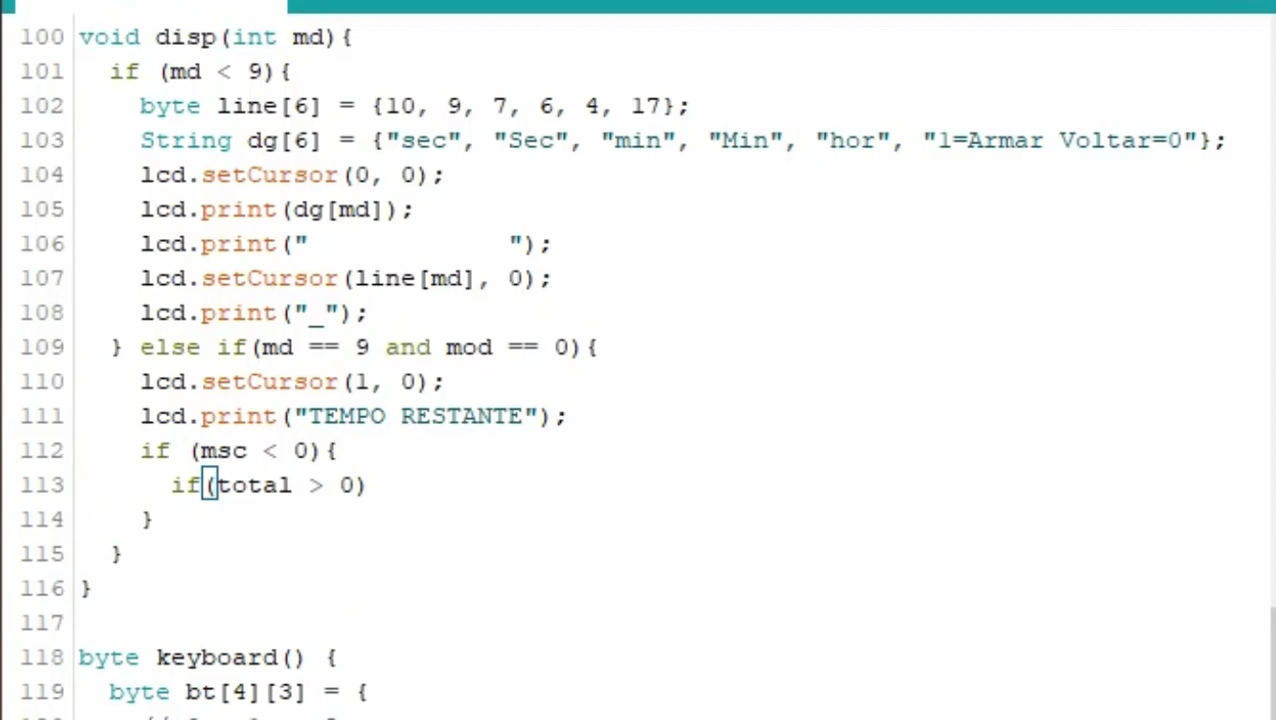 100 void disp(int md){
101   if (md < 9){
102     byte line[6] = {10, 9, 7, 6, 4, 17};
103     String dg[6] = {"sec", "Sec", "min", "Min", "hor", "1=Armar Voltar=0"};
104     lcd.setCursor(0, 0);
105     lcd.print(dg[md]);
106     lcd.print("             ");
107     lcd.setCursor(line[md], 0);
108     lcd.print("_");
109   } else if(md == 9 and mod == 0){
110     lcd.setCursor(1, 0);
111     lcd.print("TEMPO RESTANTE");
112     if (msc < 0){
113       if(total > 0)
114     }
115   }
116 }
117
118 byte keyboard() {
119   byte bt[4][3] = {